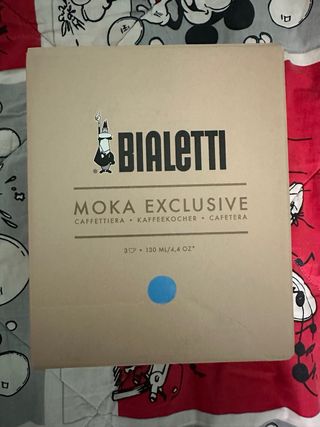 BIALETTI
MOKA EXCLUSIVE
CAFFETTIERA • KAFFEEKOCHER • CAFETERA
3 • 130 ML/4,4 OZ*